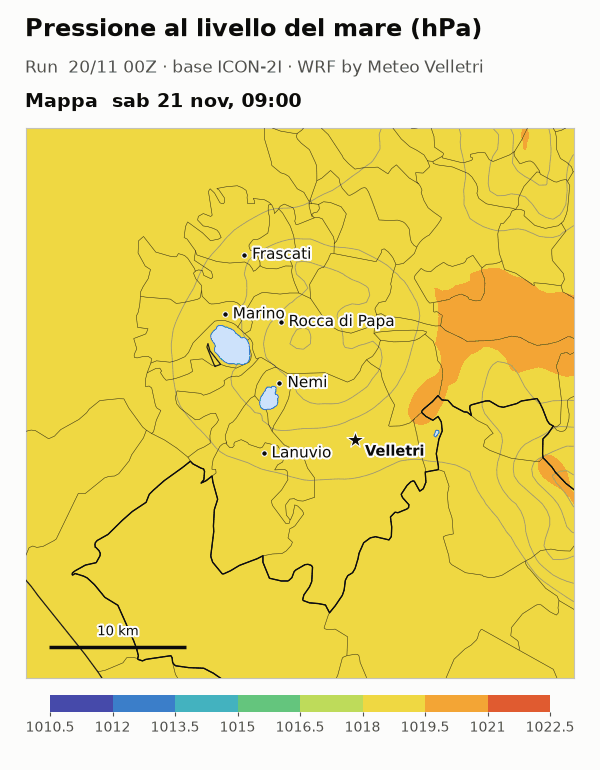 Pressione al livello del mare (hPa)
Run  20/11 00Z · base ICON-2I · WRF by Meteo Velletri
Mappa  sab 21 nov, 09:00
Frascati
Marino
Rocca di Papa
Nemi
Velletri
Lanuvio
10 km
1010.5 1012 1013.5 1015 1016.5 1018 1019.5 1021 1022.5